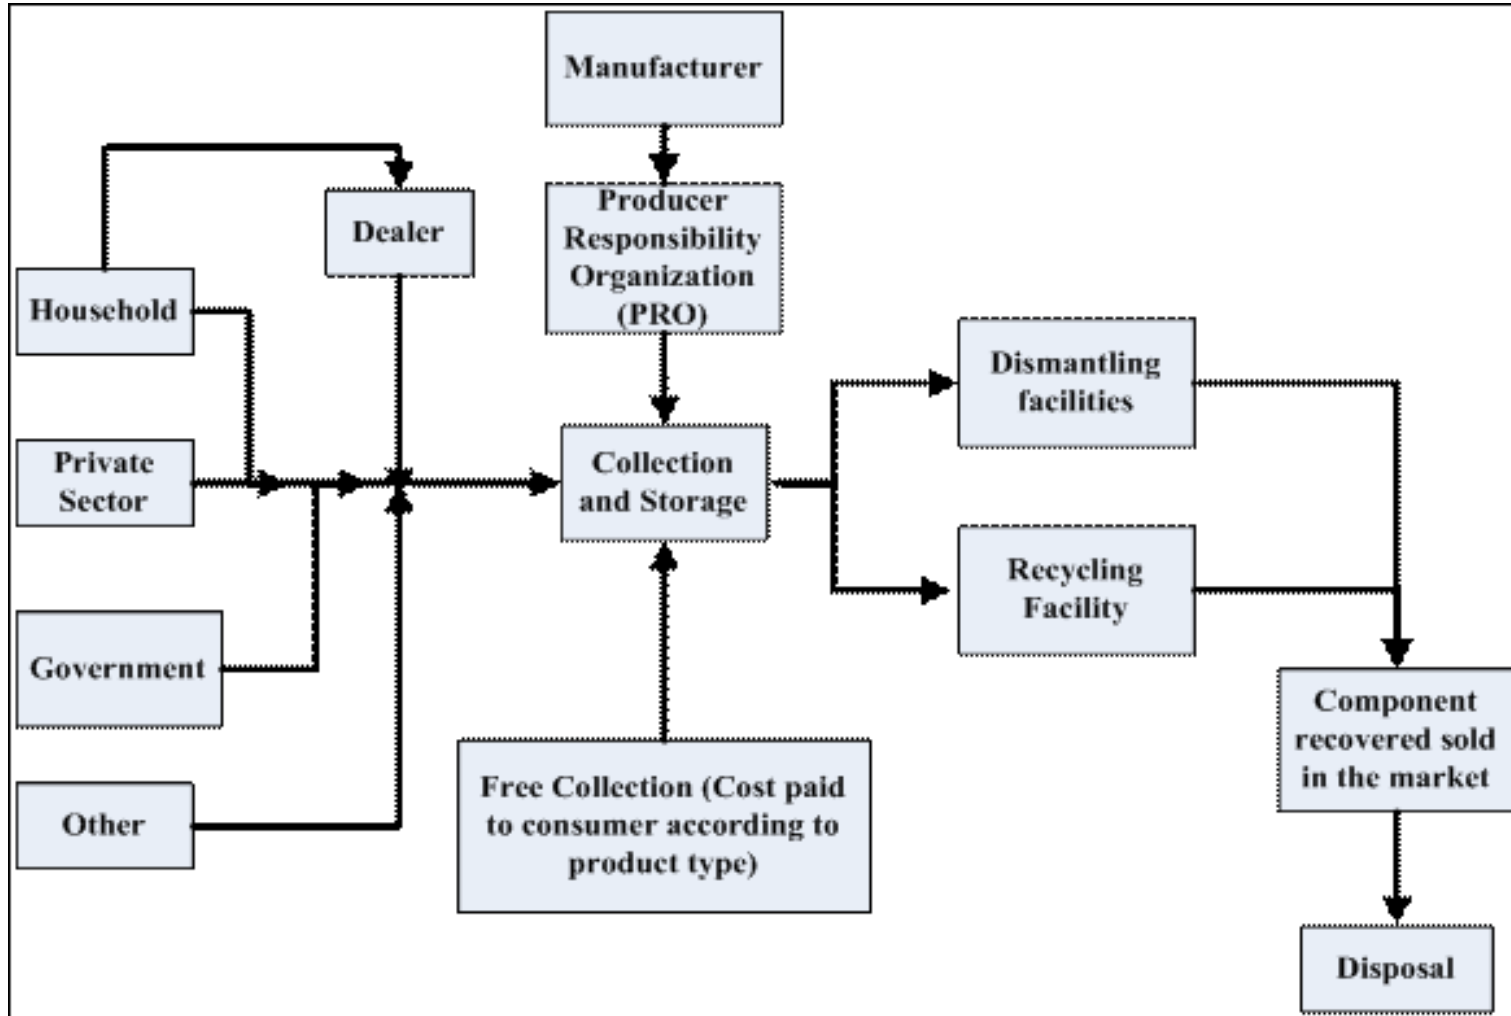 Manufacturer
Producer
Responsibility
Organization
(PRO)
Dealer
Household
Private
Sector
Government
Other
Collection
and Storage
Free Collection (Cost paid
to consumer according to
product type)
Dismantling
facilities
Recycling
Facility
Component
recovered sold
in the market
Disposal